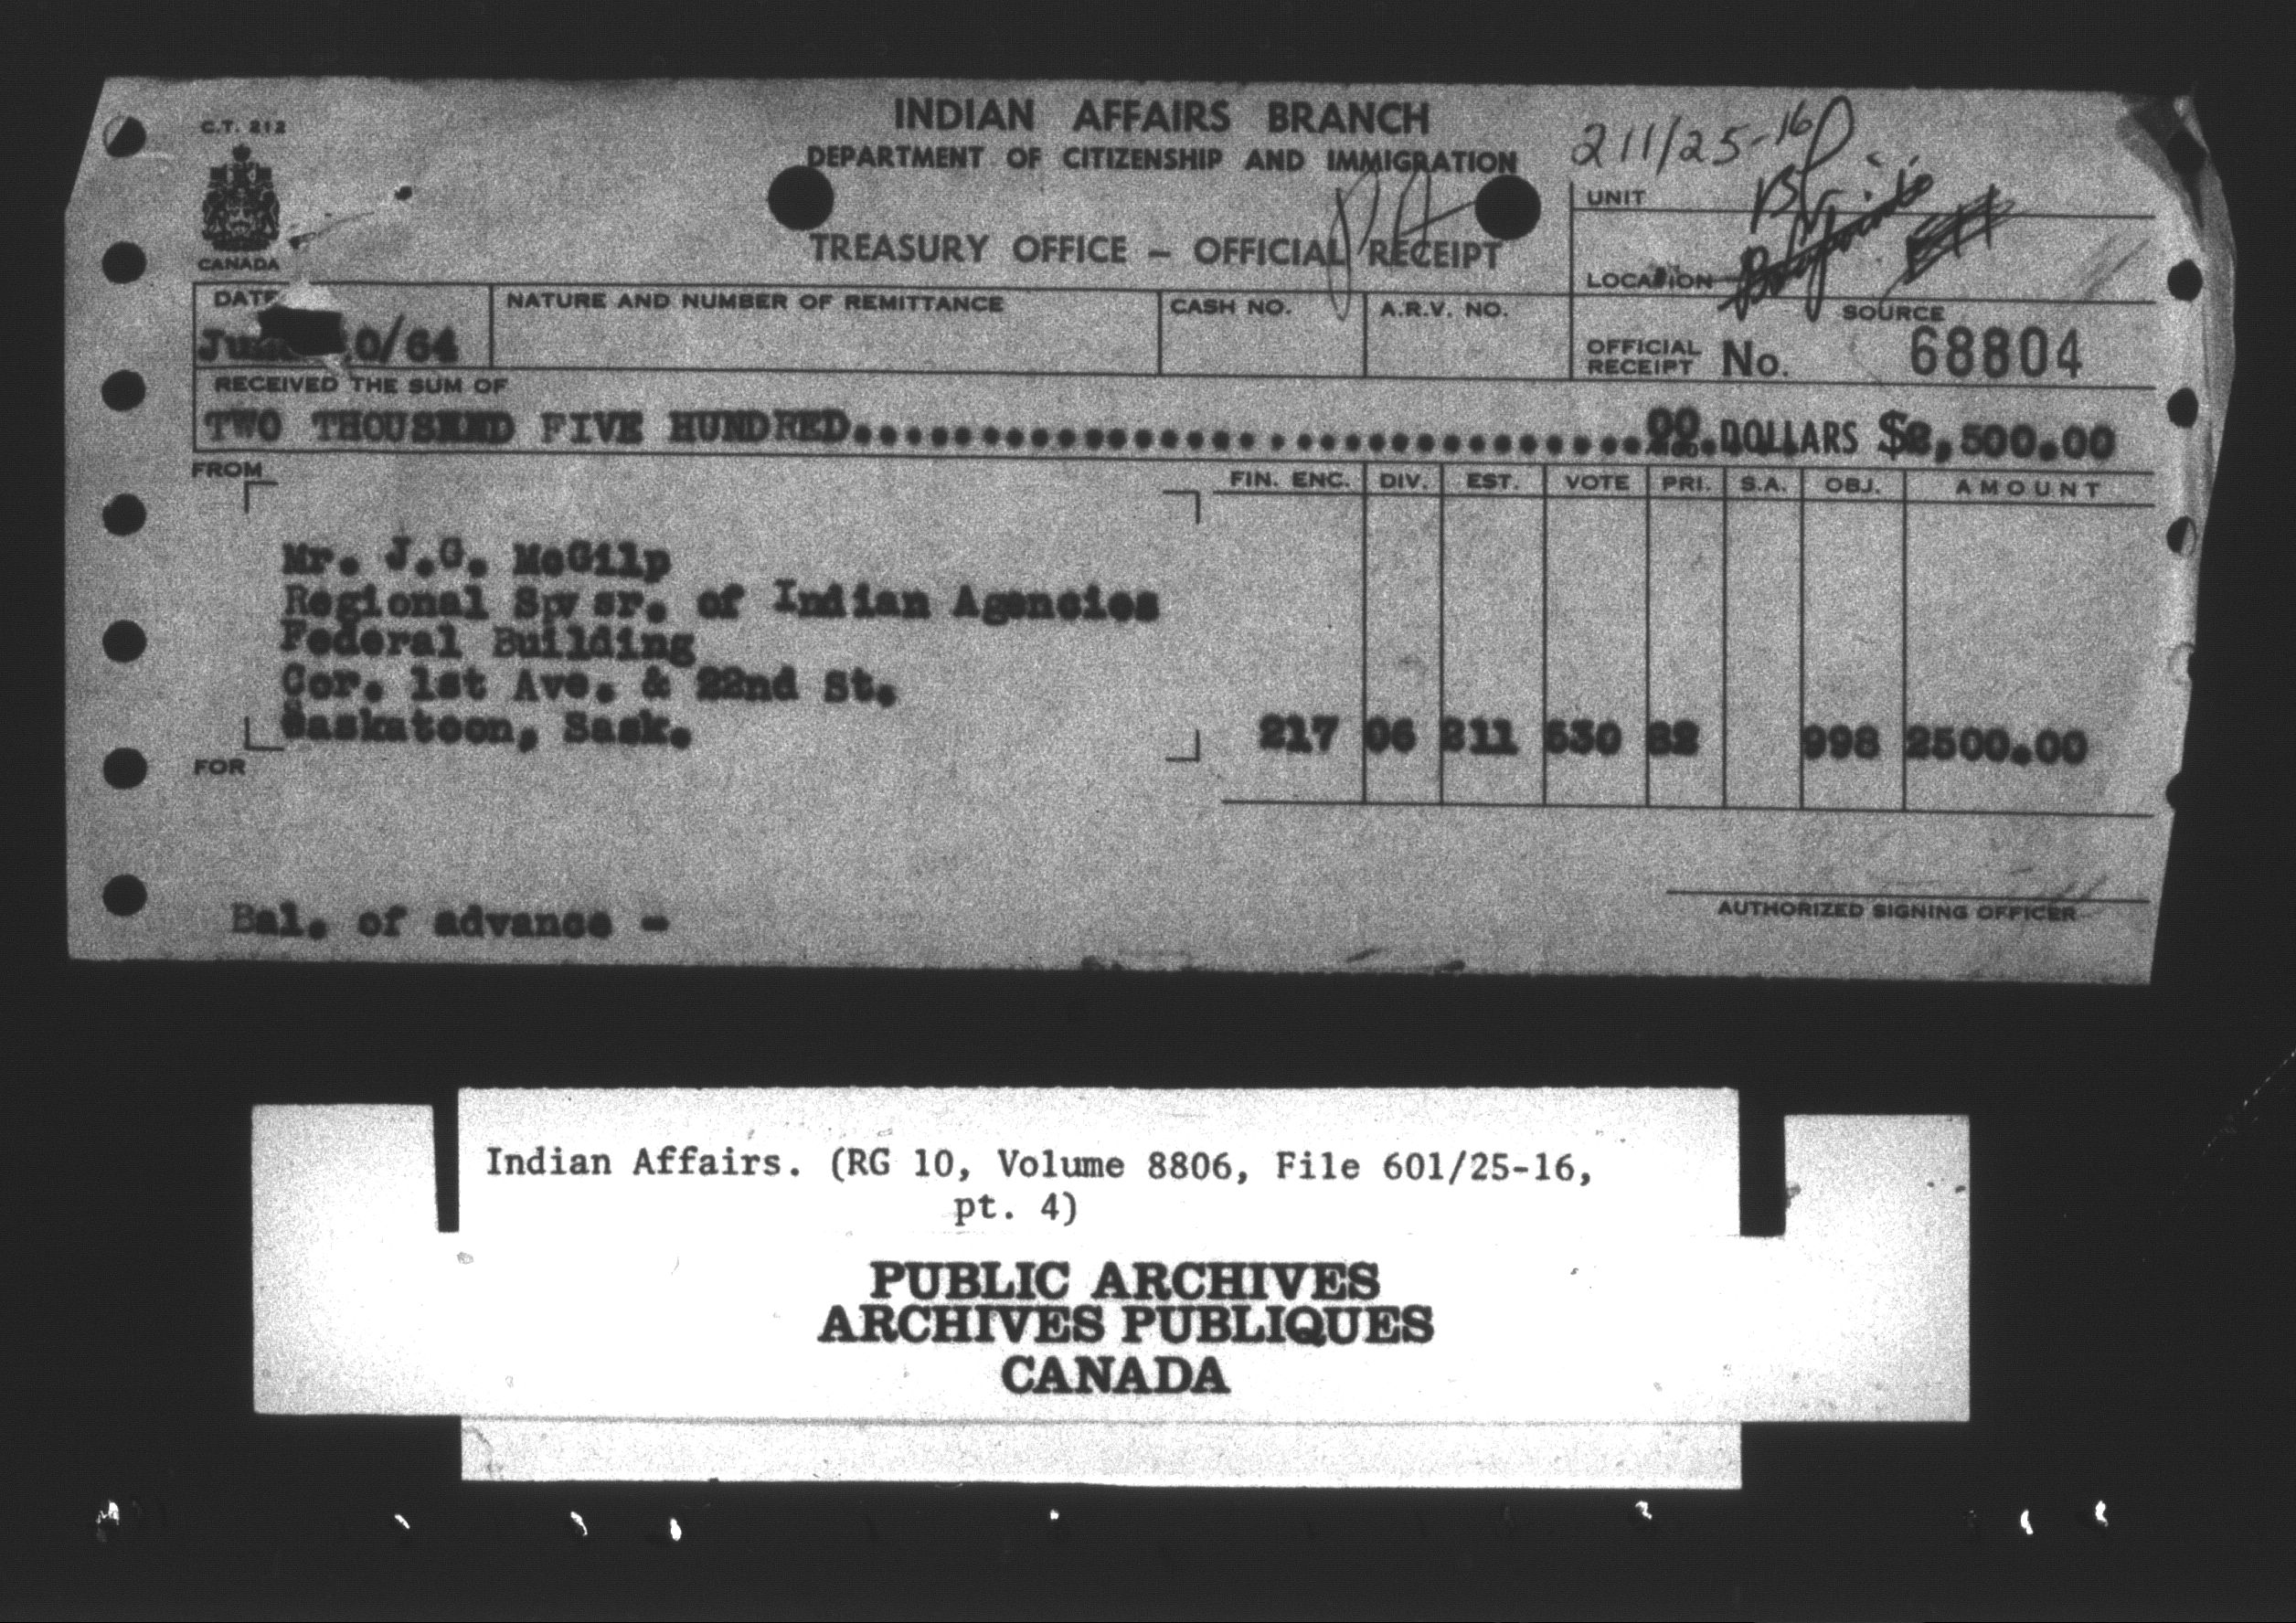 C.T. 212
INDIAN AFFAIRS BRANCH
DEPARTMENT OF CITIZENSHIP AND IMMIGRATION
211/25-16
CANADA
TREASURY OFFICE – OFFICIAL RECEIPT
UNIT
LOCATION
SOURCE
DATE
NATURE AND NUMBER OF REMITTANCE
CASH NO.
A.R.V. NO.
OFFICIAL RECEIPT No. 68804
0/64
RECEIVED THE SUM OF
TWO THOUSAND FIVE HUNDRED DOLLARS $2,500.00
FROM
FIN. ENC. DIV. EST. VOTE PRI. S.A. OBJ. AMOUNT
Mr. J.G. McGilp
Regional Spvsr. of Indian Agencies
Federal Building
Cor. 1st Ave. & 22nd St.
Saskatoon, Sask.
217 06 211 530 998 2500.00
FOR
AUTHORIZED SIGNING OFFICER
Bal. of advance -
Indian Affairs. (RG 10, Volume 8806, File 601/25-16,
pt. 4)
PUBLIC ARCHIVES
ARCHIVES PUBLIQUES
CANADA